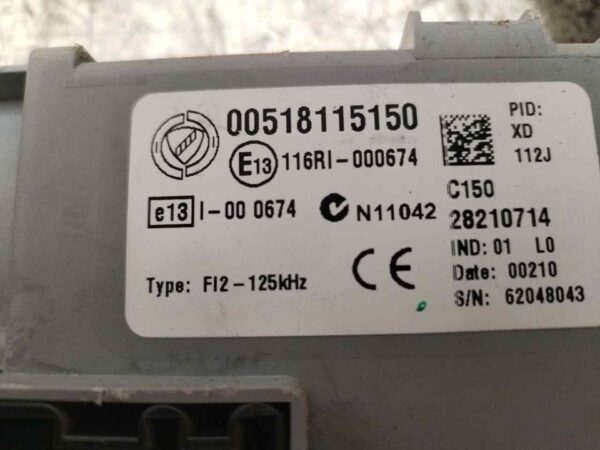 00518115150
E13 116RI-000674
e13 I-00 0674
N11042
Type: FI2-125kHz
CE
PID:
XD
112J
C150
28210714
IND: 01 L0
Date: 00210
S/N: 62048043